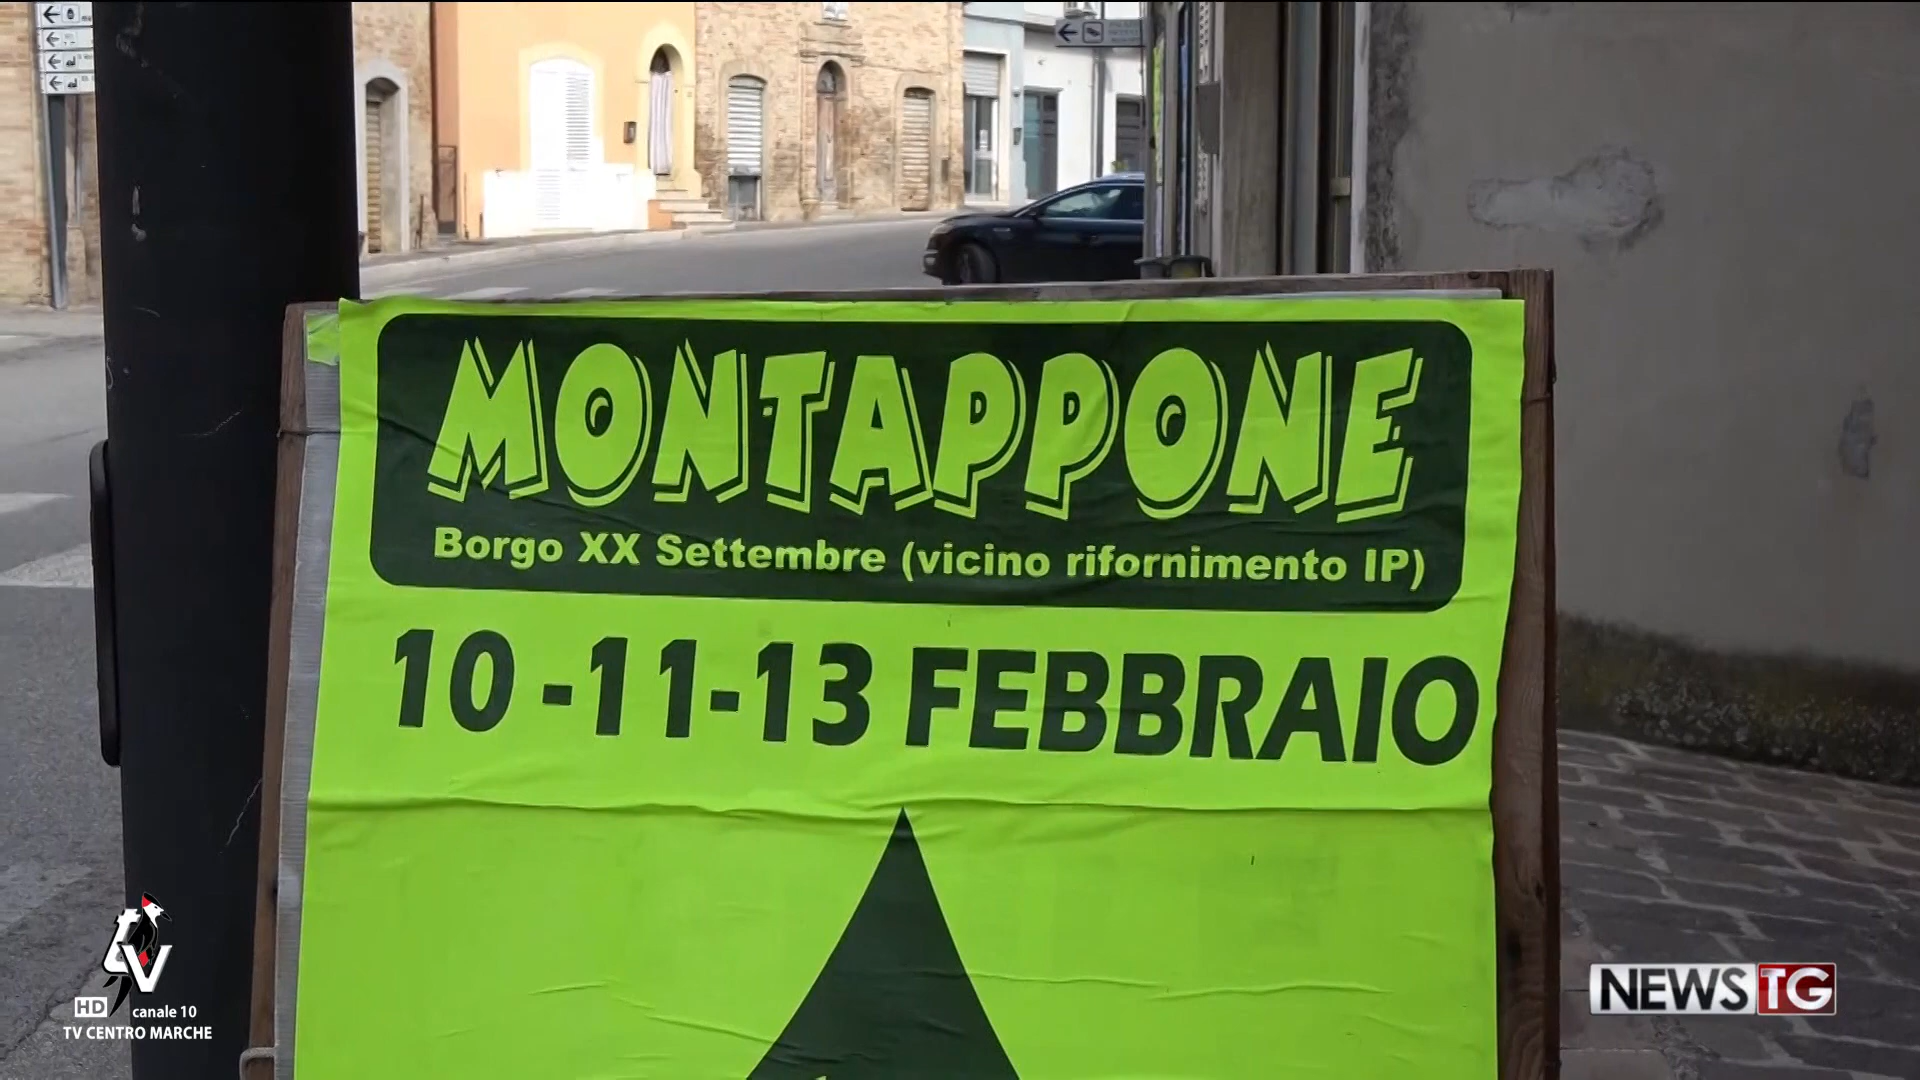 MONTAPPONE
Borgo XX Settembre (vicino rifornimento IP)
10 - 11 - 13 FEBBRAIO
TV
HD canale 10
TV CENTRO MARCHE
NEWS TG